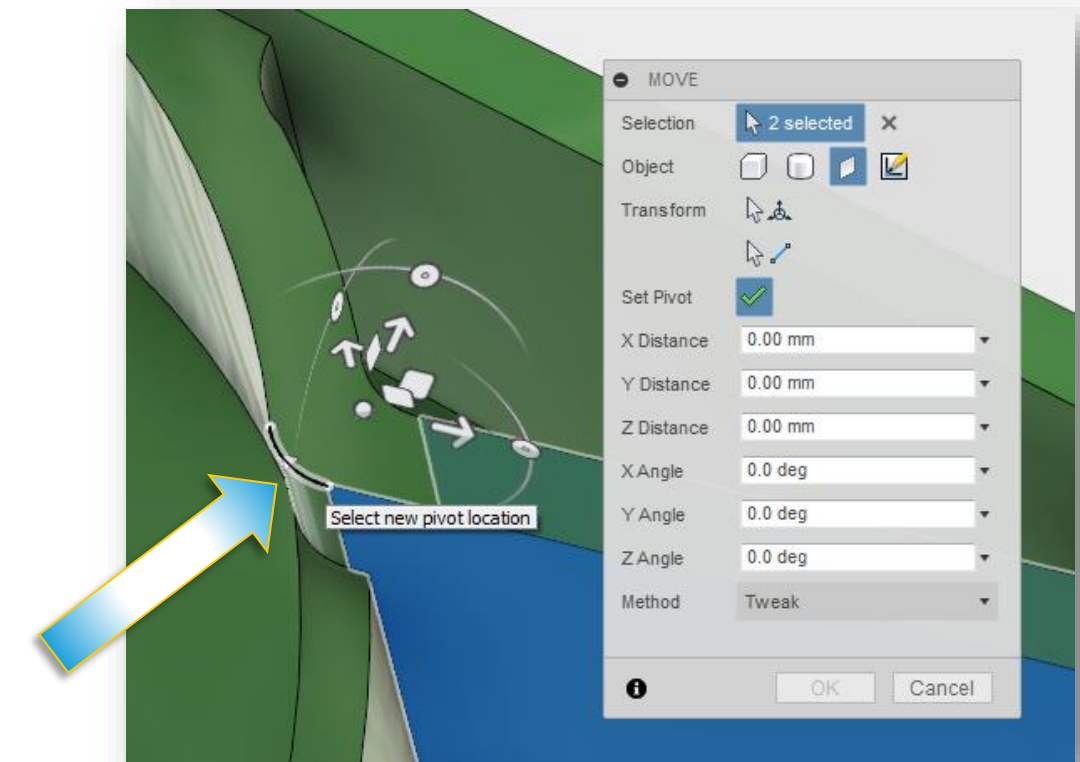 MOVE
Selection 2 selected
Object
Transform
Set Pivot
X Distance 0.00 mm
Y Distance 0.00 mm
Z Distance 0.00 mm
X Angle 0.0 deg
Y Angle 0.0 deg
Select new pivot location
Z Angle 0.0 deg
Method Tweak
OK Cancel